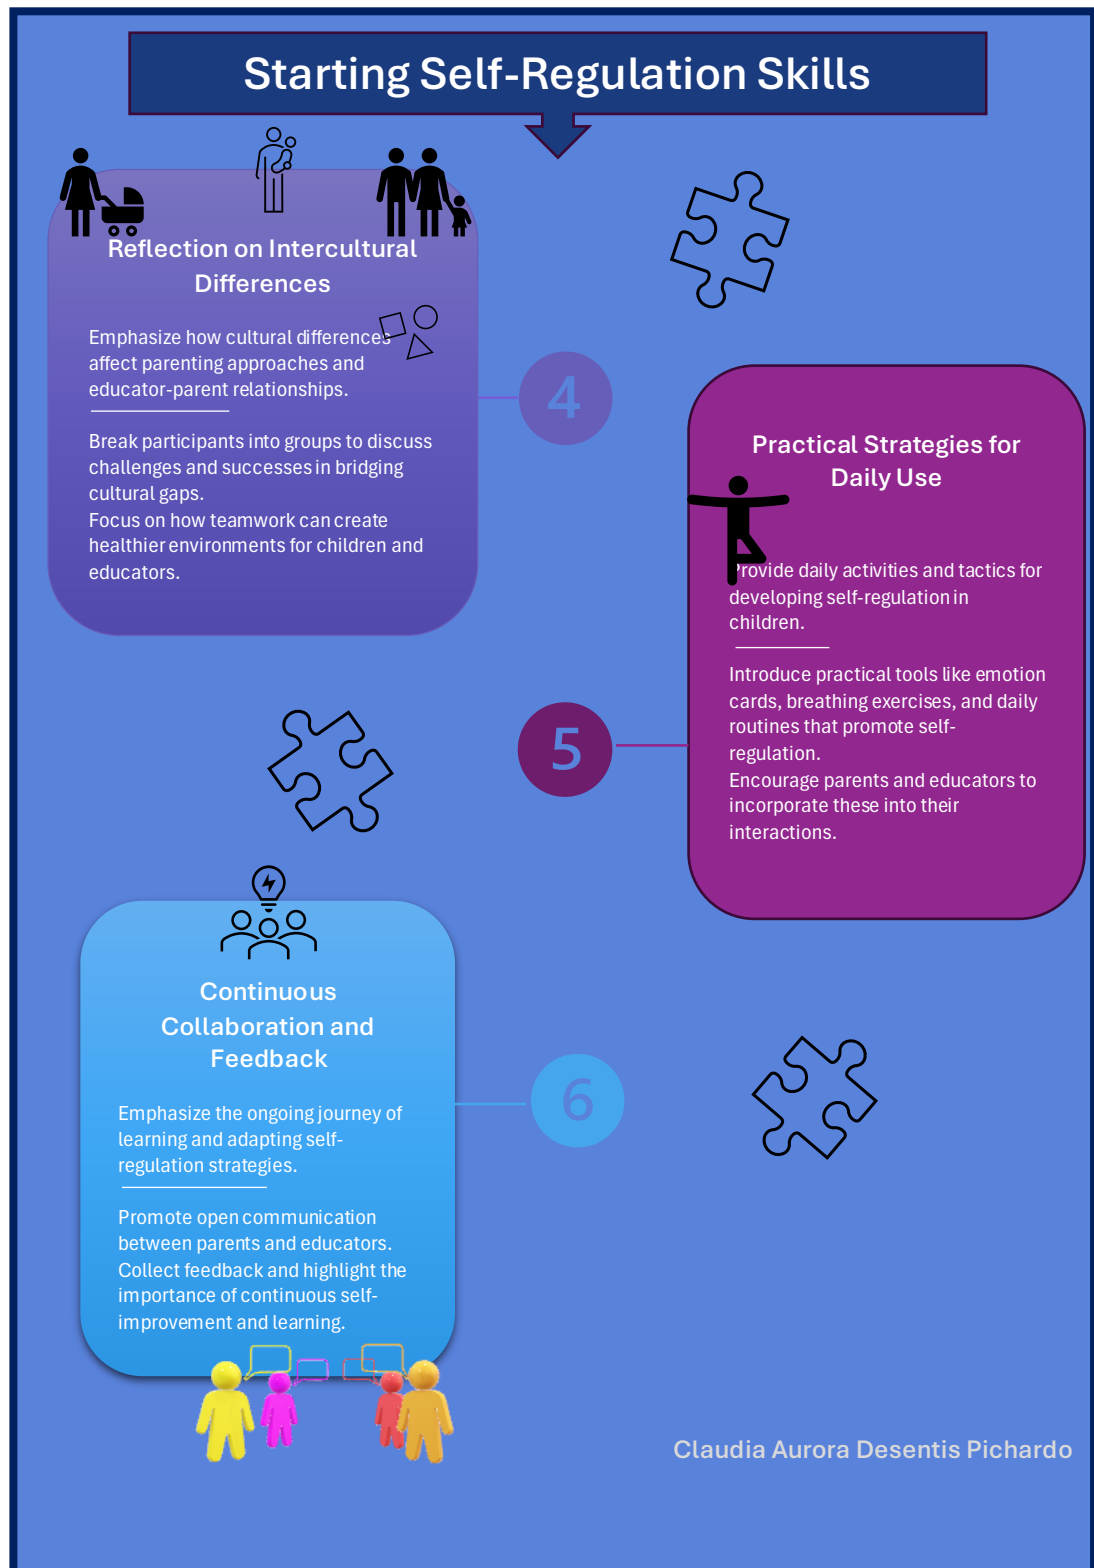 Starting Self-Regulation Skills
Reflection on Intercultural
Differences
Emphasize how cultural differences
affect parenting approaches and
educator-parent relationships.
Break participants into groups to discuss
challenges and successes in bridging
cultural gaps.
Focus on how teamwork can create
healthier environments for children and
educators.
4
Practical Strategies for
Daily Use
Provide daily activities and tactics for
developing self-regulation in
children.
Introduce practical tools like emotion
cards, breathing exercises, and daily
routines that promote self-
regulation.
Encourage parents and educators to
incorporate these into their
interactions.
5
Continuous
Collaboration and
Feedback
Emphasize the ongoing journey of
learning and adapting self-
regulation strategies.
Promote open communication
between parents and educators.
Collect feedback and highlight the
importance of continuous self-
improvement and learning.
6
Claudia Aurora Desentis Pichardo